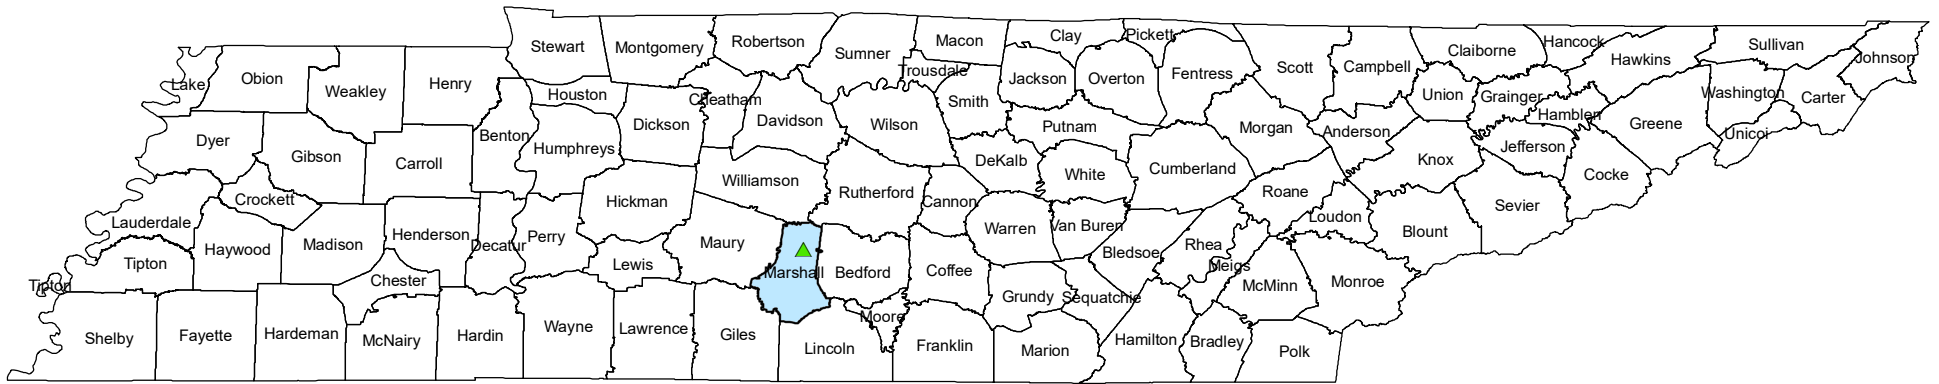 Stewart
Montgomery
Robertson
Sumner
Macon
Clay
Pickett
Claiborne
Hancock
Hawkins
Sullivan
Johnson
Lake
Obion
Weakley
Henry
Houston
Cheatham
Trousdale
Jackson
Overton
Fentress
Scott
Campbell
Union
Grainger
Hamblen
Washington
Carter
Smith
Dyer
Gibson
Carroll
Benton
Humphreys
Dickson
Davidson
Wilson
Putnam
Morgan
Anderson
Knox
Jefferson
Greene
Unicoi
DeKalb
White
Cumberland
Roane
Cocke
Crockett
Williamson
Rutherford
Cannon
Loudon
Sevier
Lauderdale
Haywood
Madison
Henderson
Decatur
Perry
Hickman
Maury
Warren
Van Buren
Bledsoe
Rhea
Meigs
Blount
Tipton
Tipton
Chester
Lewis
Marshall
Bedford
Coffee
Grundy
Sequatchie
McMinn
Monroe
Shelby
Fayette
Hardeman
McNairy
Hardin
Wayne
Lawrence
Giles
Lincoln
Moore
Franklin
Marion
Hamilton
Bradley
Polk